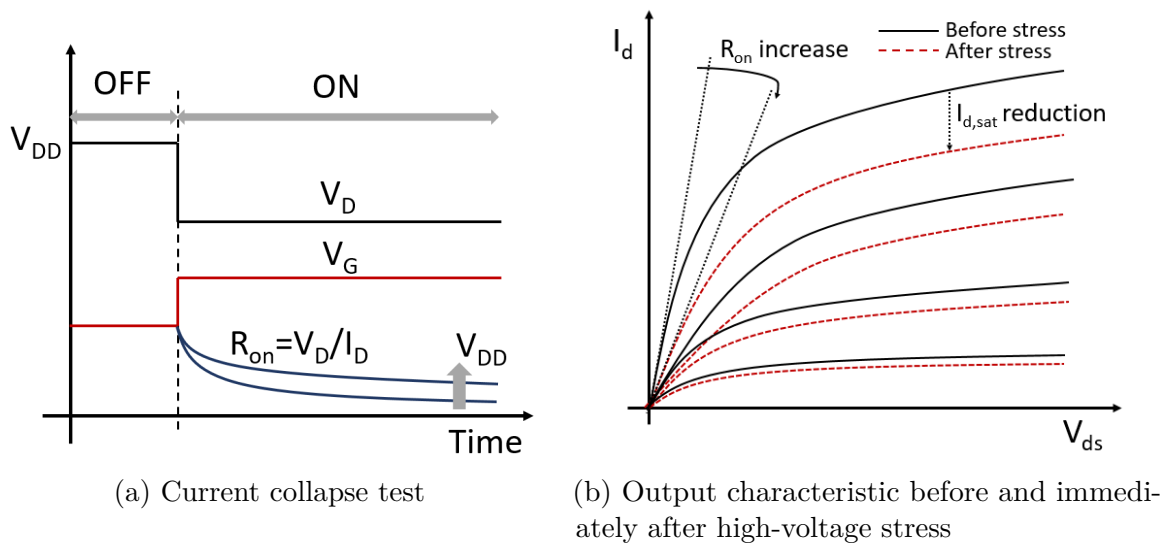 OFF
ON
V_DD
V_D
V_G
R_on=V_D/I_D
V_DD
Time
(a) Current collapse test
I_d
R_on increase
Before stress
After stress
I_d,sat reduction
V_ds
(b) Output characteristic before and immedi-
ately after high-voltage stress